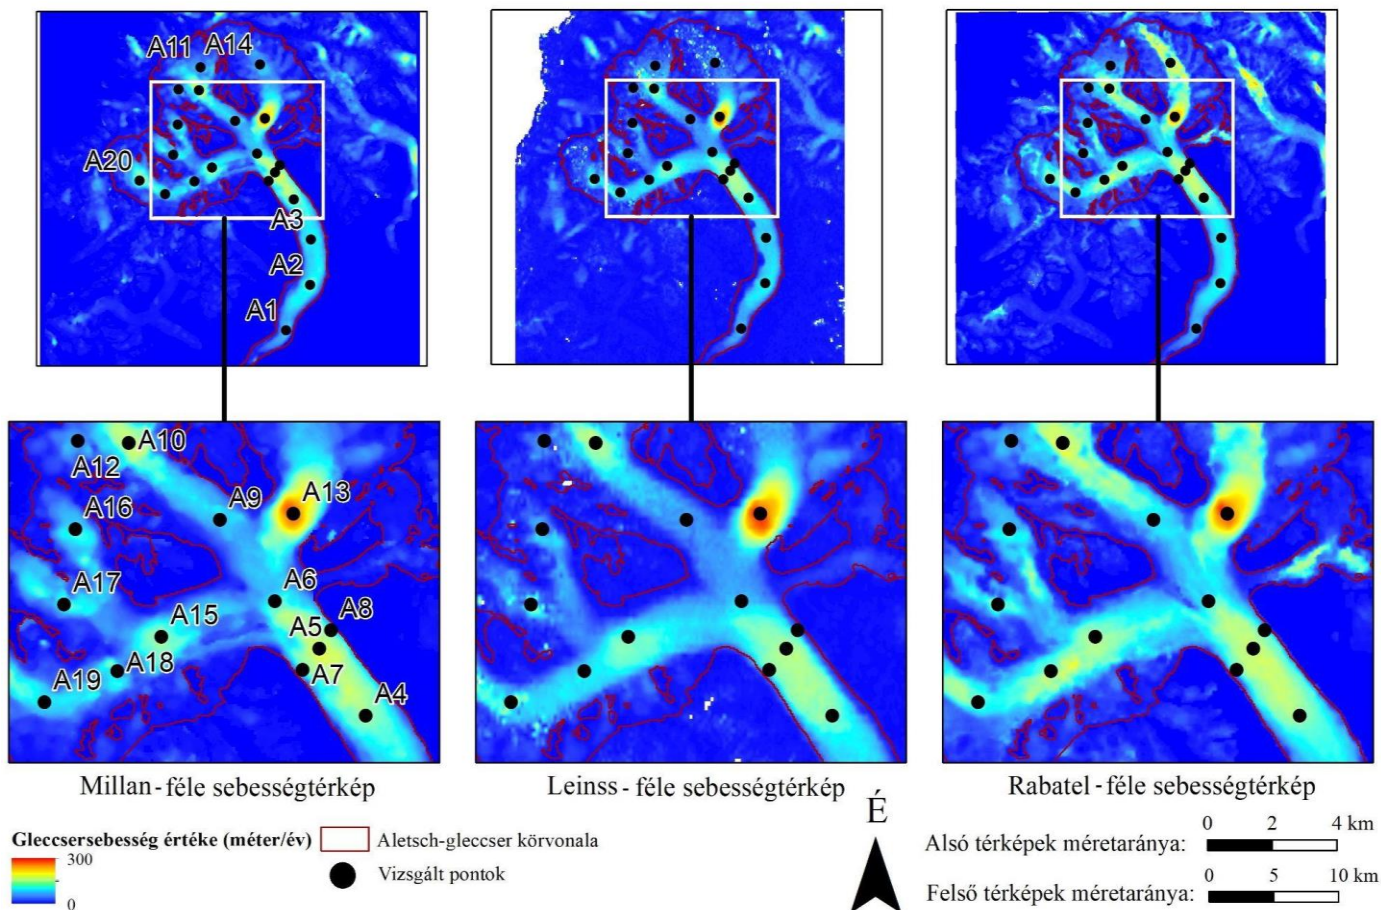 A11 A14
A20
A3
A2
A1
A10
A12
A9
A13
A16
A17
A6
A15
A8
A5
A18
A7
A19
A4
Millan-féle sebességtérkép
Leinss - féle sebességtérkép
Rabatel-féle sebességtérkép
Gleccsersebesség értéke (méter/év)
300
0
Aletsch-gleccser körvonala
Vizsgált pontok
É
0 2 4 km
Alsó térképek méretaránya:
0 5 10 km
Felső térképek méretaránya: